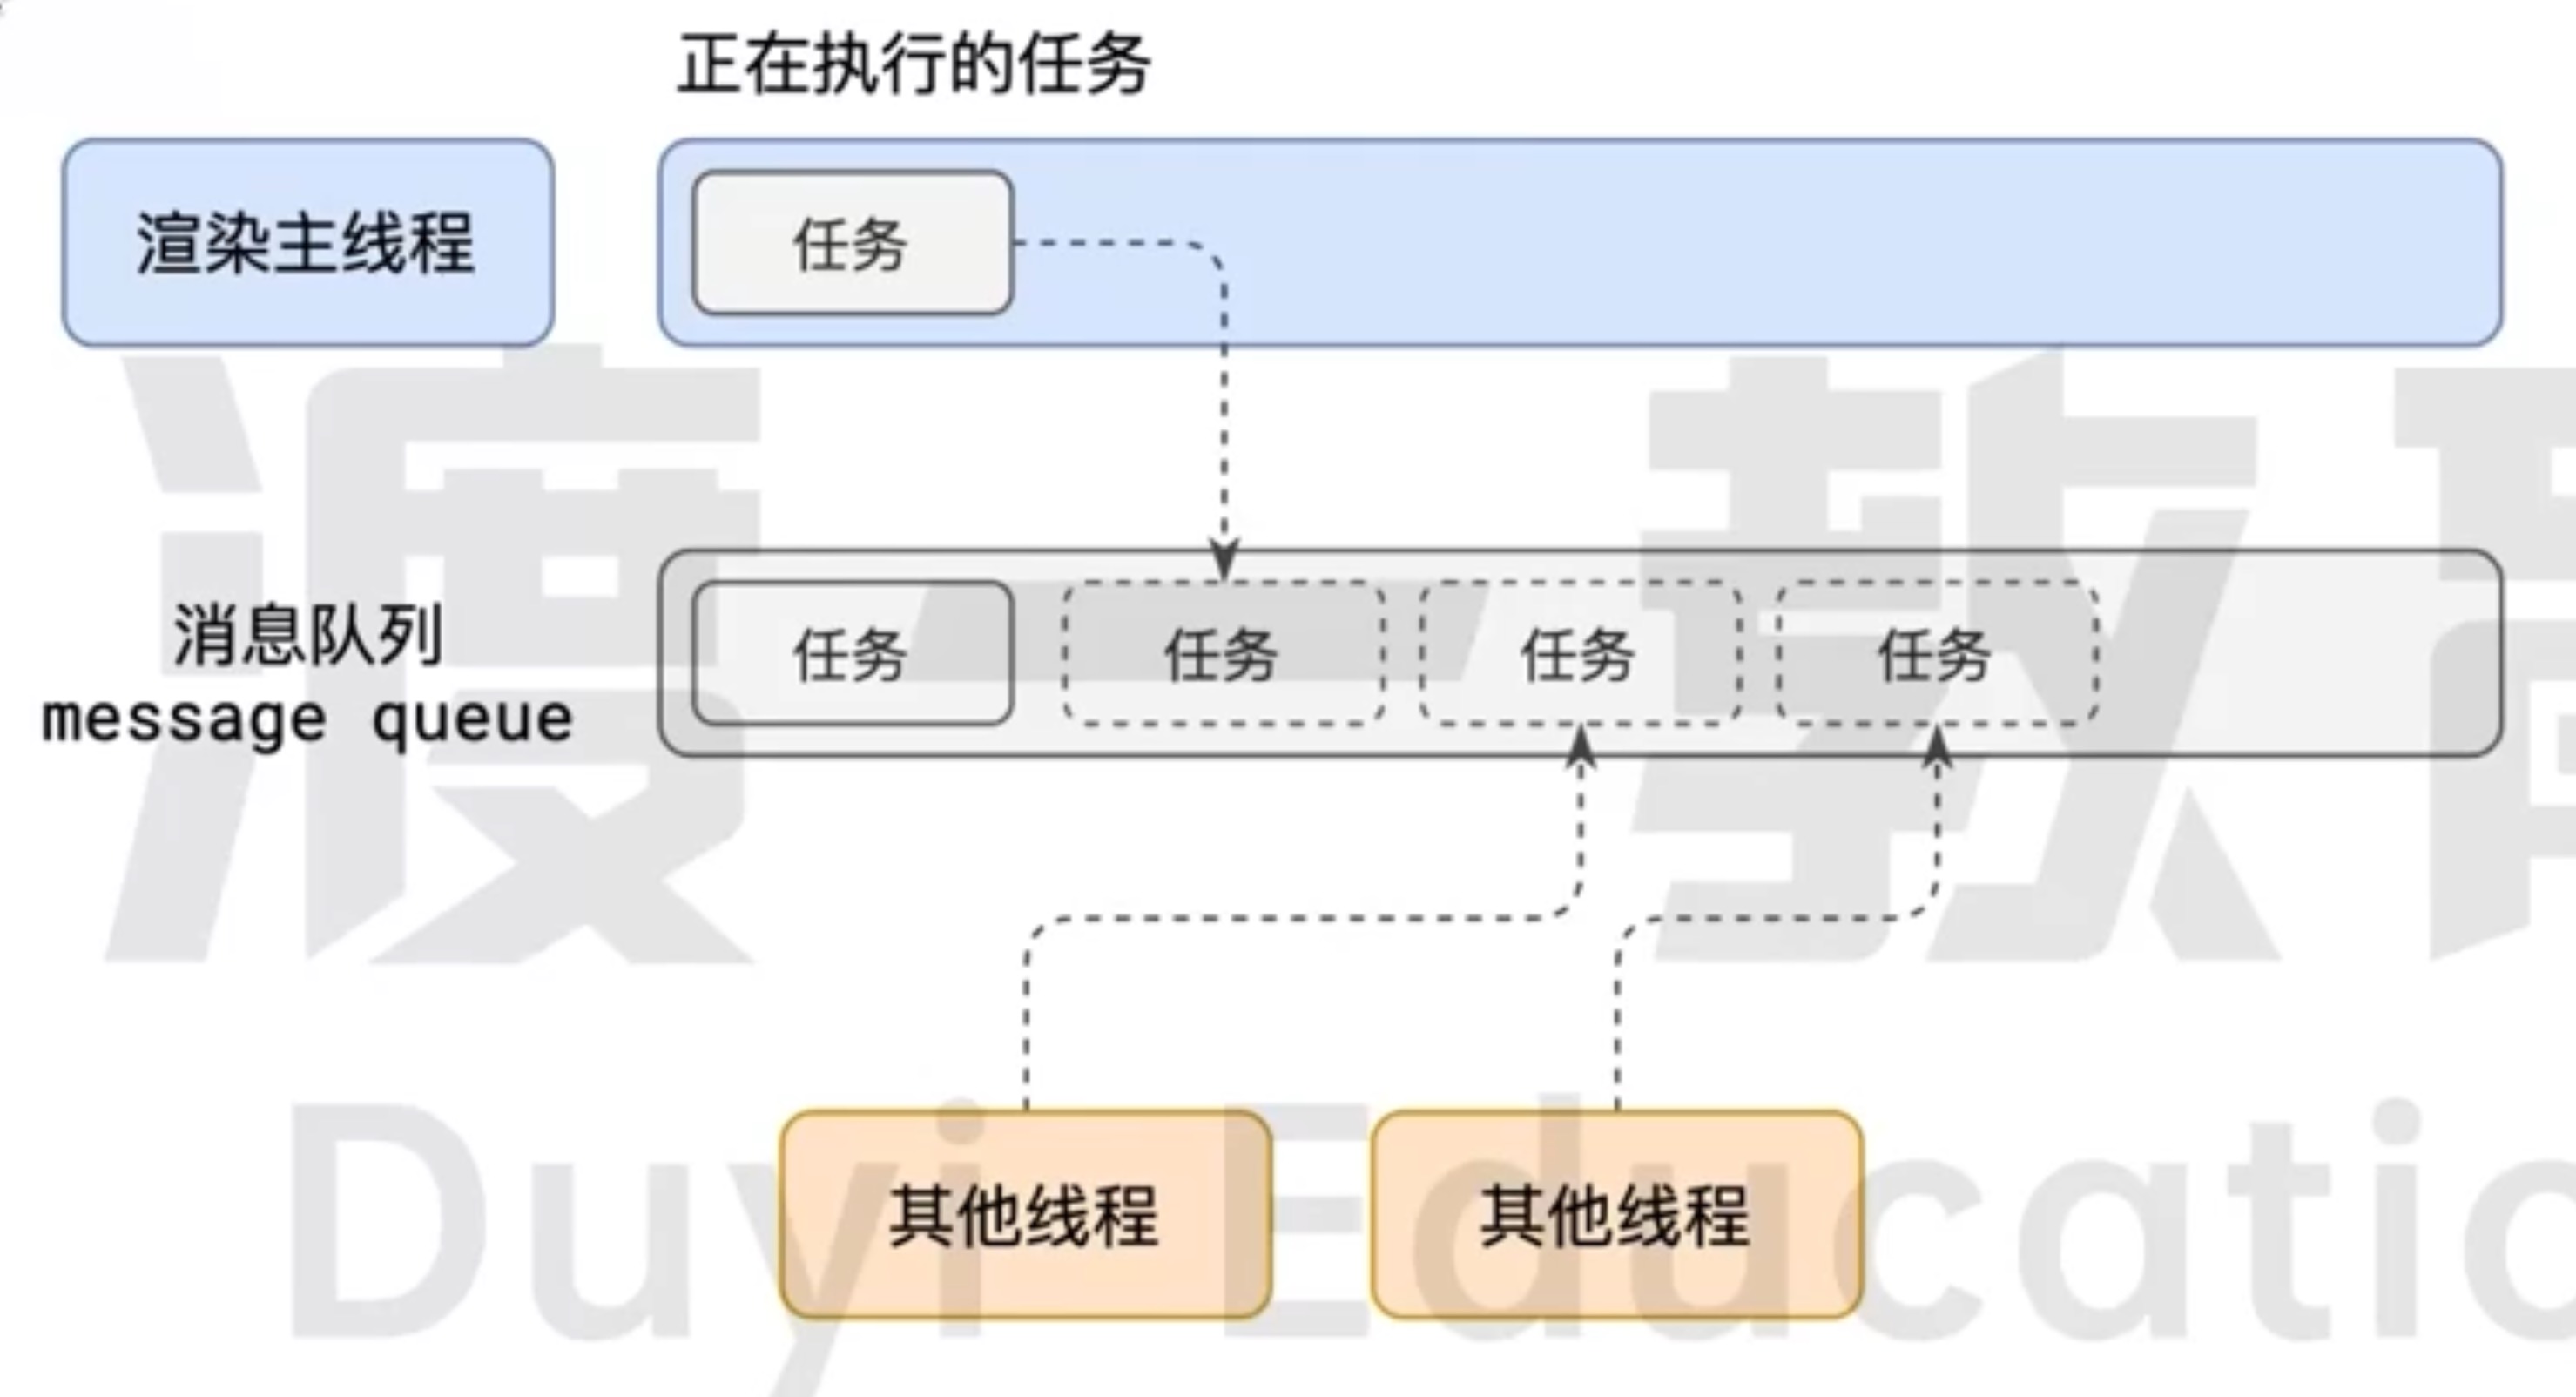 正在执行的任务
渲染主线程
任务
消息队列
message queue
任务
任务
任务
任务
其他线程
其他线程
渡一教育
Duyi Educatio